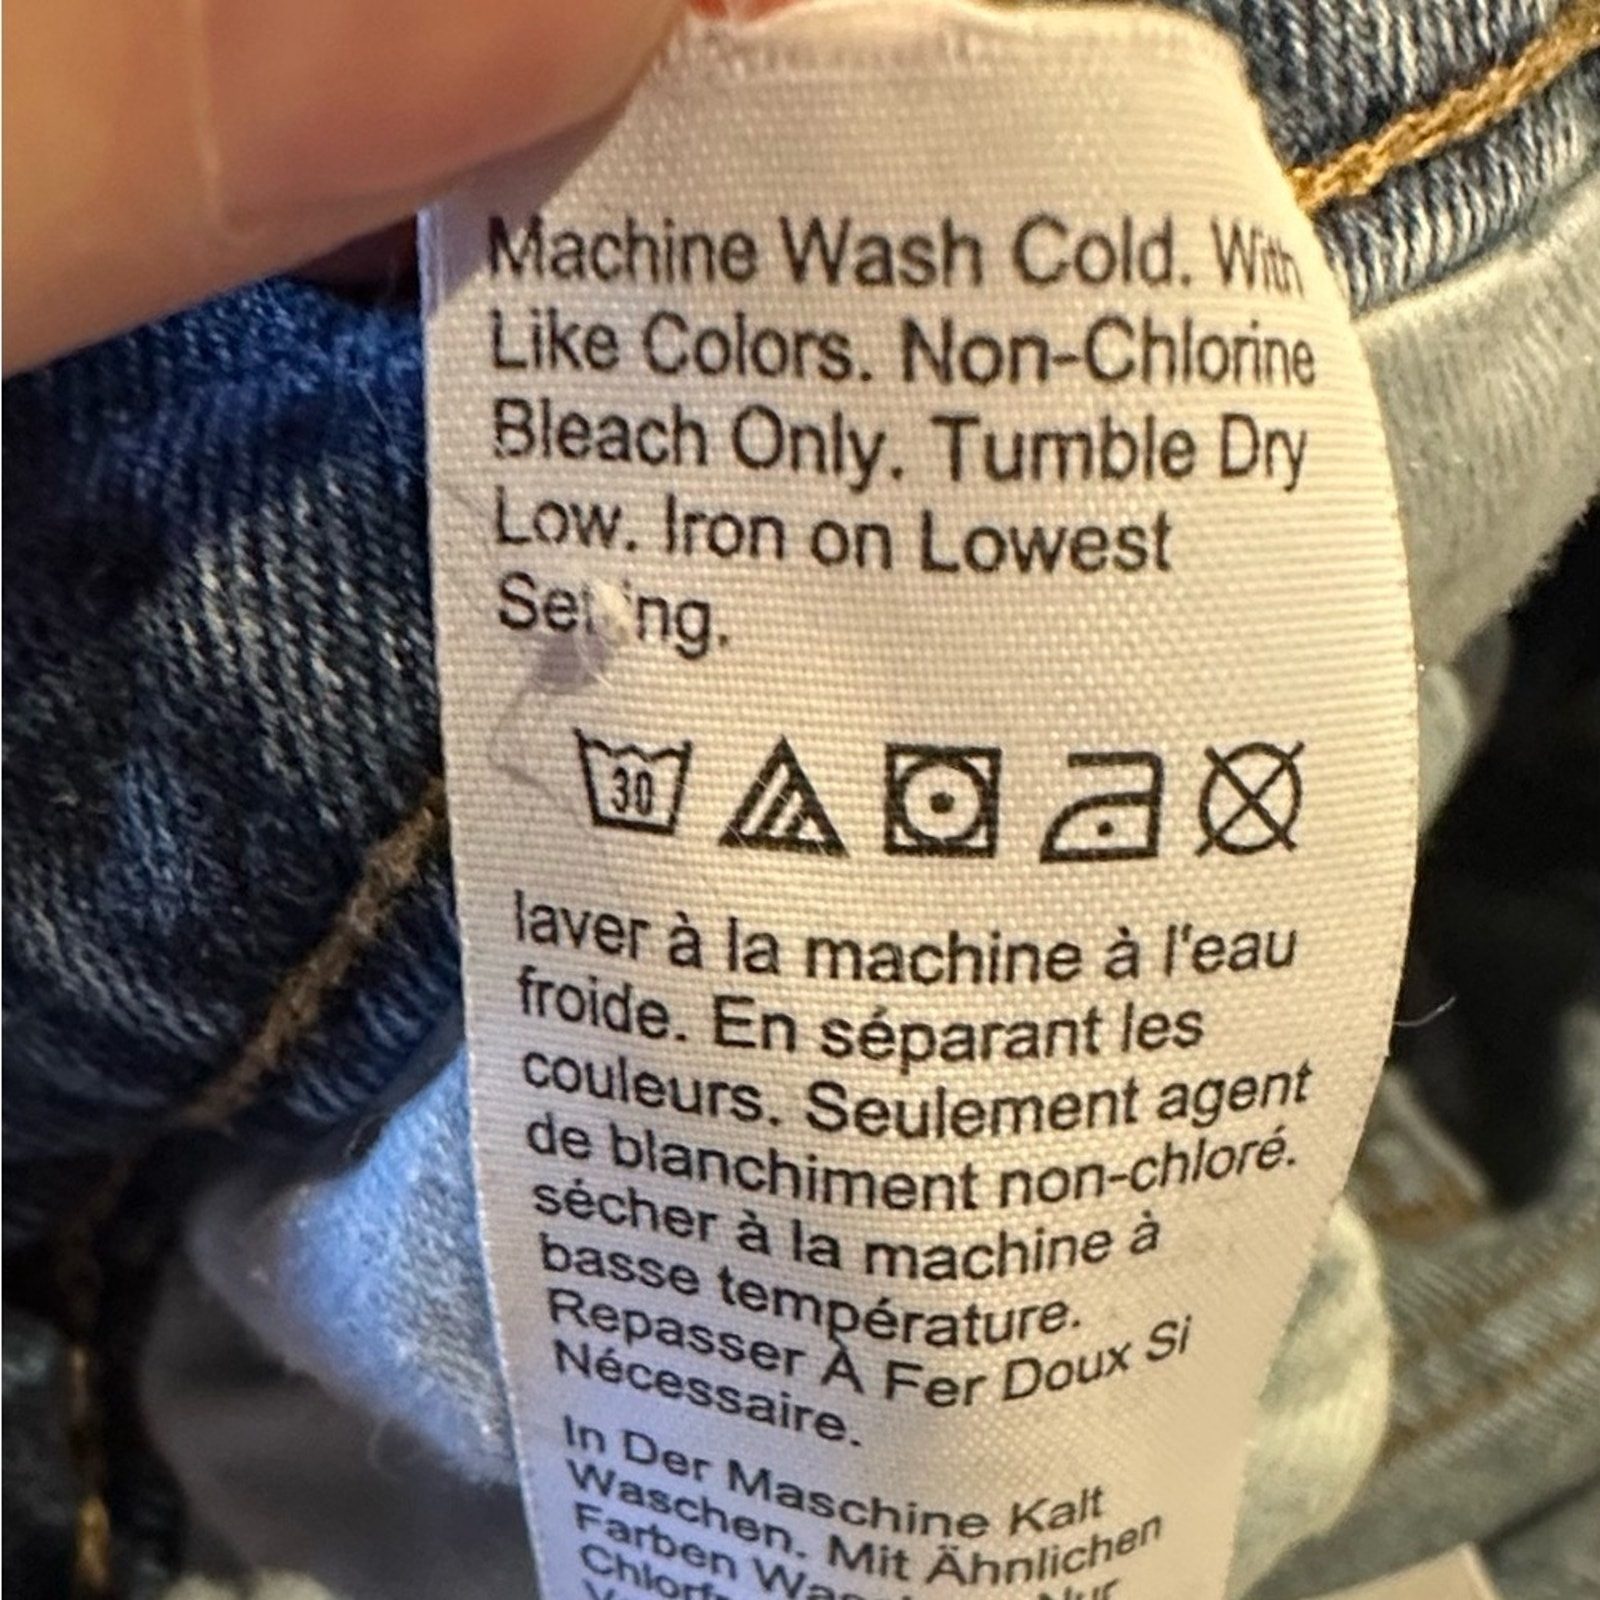 Machine Wash Cold. With
Like Colors. Non-Chlorine
Bleach Only. Tumble Dry
Low. Iron on Lowest
Setting.
30
laver à la machine à l'eau
froide. En séparant les
couleurs. Seulement agent
de blanchiment non-chloré.
sécher à la machine à
basse température.
Repasser À Fer Doux Si
Nécessaire.
In Der Maschine Kalt
Waschen. Mit Ähnlichen
Farben
Nur